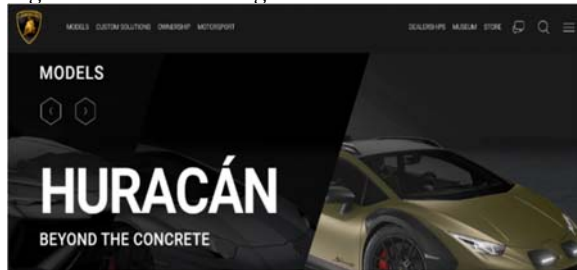 MODELS CUSTOM SOLUTIONS OWNERSHIP MOTORSPORT DEALERSHIPS MUSEUM STORE
MODELS
HURACÁN
BEYOND THE CONCRETE